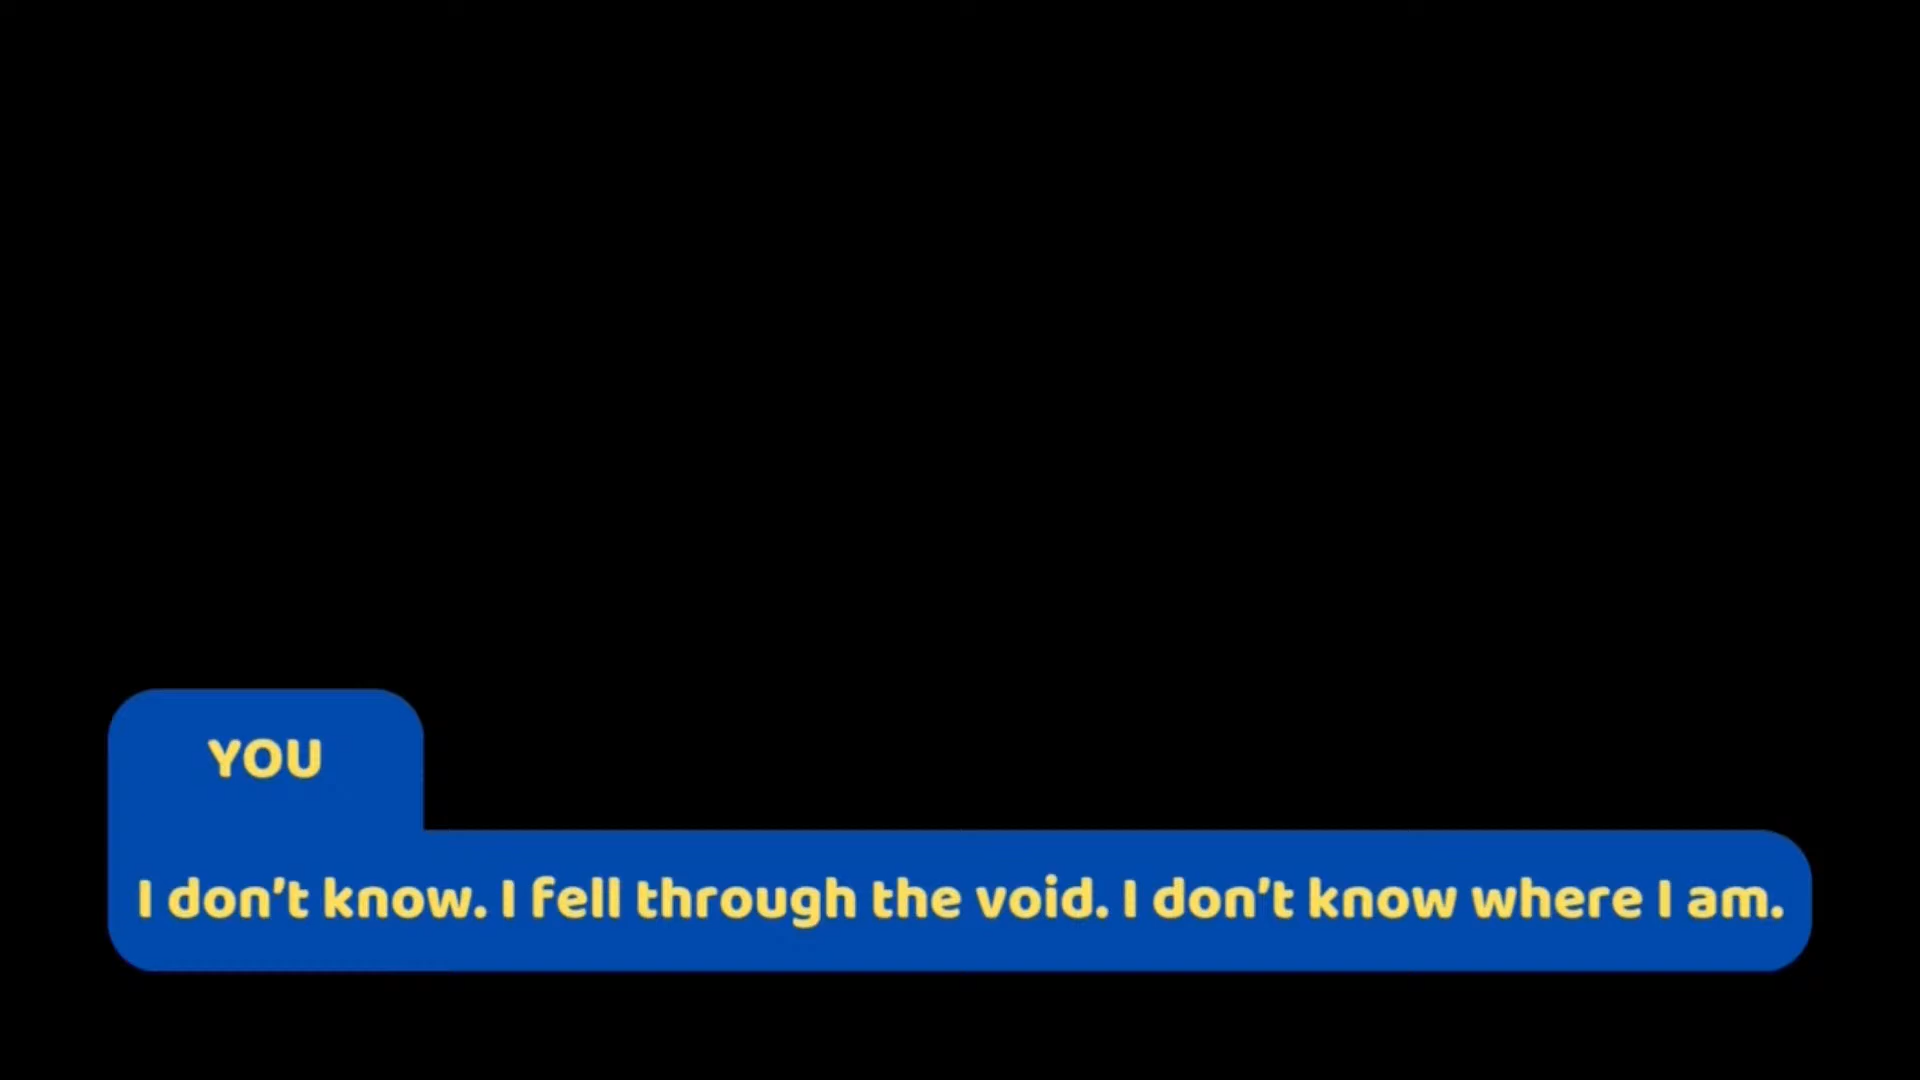 YOU
I don’t know. I fell through the void. I don’t know where I am.